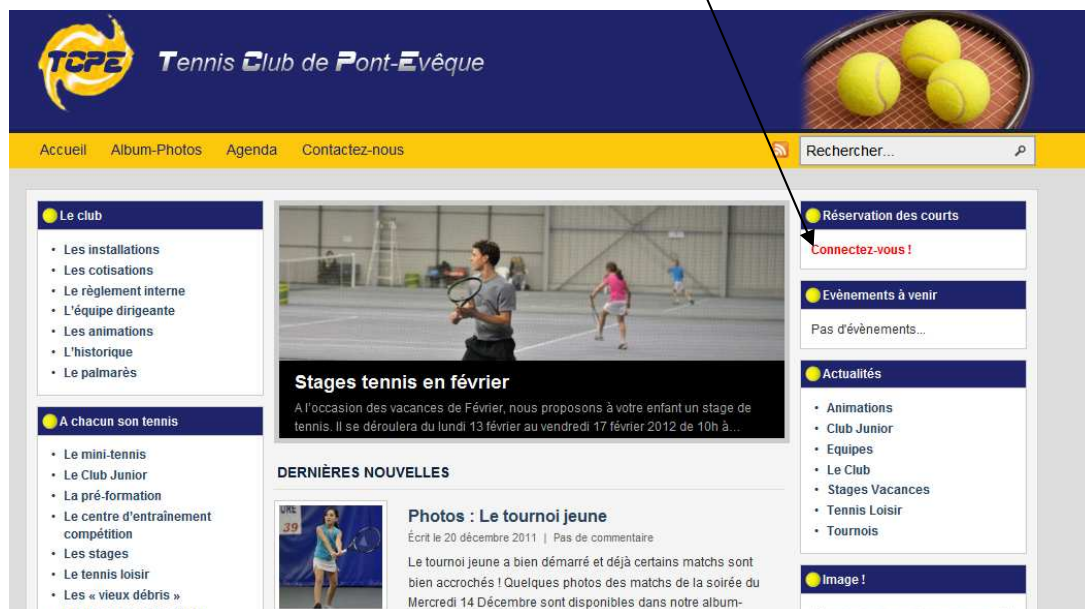 TCPE
Tennis Club de Pont-Evêque
Accueil Album-Photos Agenda Contactez-nous
Rechercher...
Le club
• Les installations
• Les cotisations
• Le règlement interne
• L'équipe dirigeante
• Les animations
• L'historique
• Le palmarès
A chacun son tennis
• Le mini-tennis
• Le Club Junior
• La pré-formation
• Le centre d'entraînement
compétition
• Les stages
• Le tennis loisir
• Les « vieux débris »
Stages tennis en février
A l'occasion des vacances de Février, nous proposons à votre enfant un stage de
tennis. Il se déroulera du lundi 13 février au vendredi 17 février 2012 de 10h à...
DERNIÈRES NOUVELLES
39
Photos : Le tournoi jeune
Écrit le 20 décembre 2011 | Pas de commentaire
Le tournoi jeune a bien démarré et déjà certains matchs sont
bien accrochés ! Quelques photos des matchs de la soirée du
Mercredi 14 Décembre sont disponibles dans notre album-
Réservation des courts
Connectez-vous !
Evènements à venir
Pas d'évènements...
Actualités
• Animations
• Club Junior
• Equipes
• Le Club
• Stages Vacances
• Tennis Loisir
• Tournois
Image !